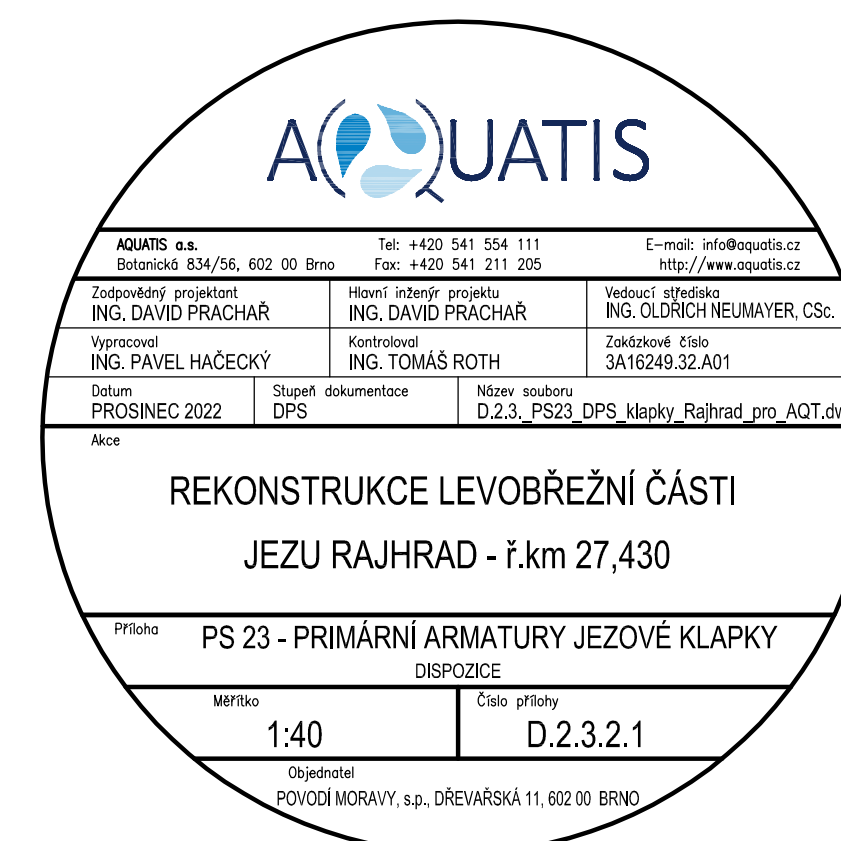 AQUATIS
AQUATIS a.s. Tel: +420 541 554 111 E-mail: info@aquatis.cz
Botanická 834/56, 602 00 Brno Fax: +420 541 211 205 http://www.aquatis.cz
Zodpovědný projektant Hlavní inženýr projektu Vedoucí střediska
ING. DAVID PRACHAŘ ING. DAVID PRACHAŘ ING. OLDŘICH NEUMAYER, CSc.
Vypracoval Kontroloval Zakázkové číslo
ING. PAVEL HAČECKÝ ING. TOMÁŠ ROTH 3A16249.32.A01
Datum Stupeň dokumentace Název souboru
PROSINEC 2022 DPS D.2.3._PS23_DPS_klapky_Rajhrad_pro_AQT.dw
Akce
REKONSTRUKCE LEVOBŘEŽNÍ ČÁSTI
JEZU RAJHRAD - ř.km 27,430
Příloha PS 23 - PRIMÁRNÍ ARMATURY JEZOVÉ KLAPKY
DISPOZICE
Měřítko Číslo přílohy
1:40 D.2.3.2.1
Objednatel
POVODÍ MORAVY, s.p., DŘEVAŘSKÁ 11, 602 00 BRNO